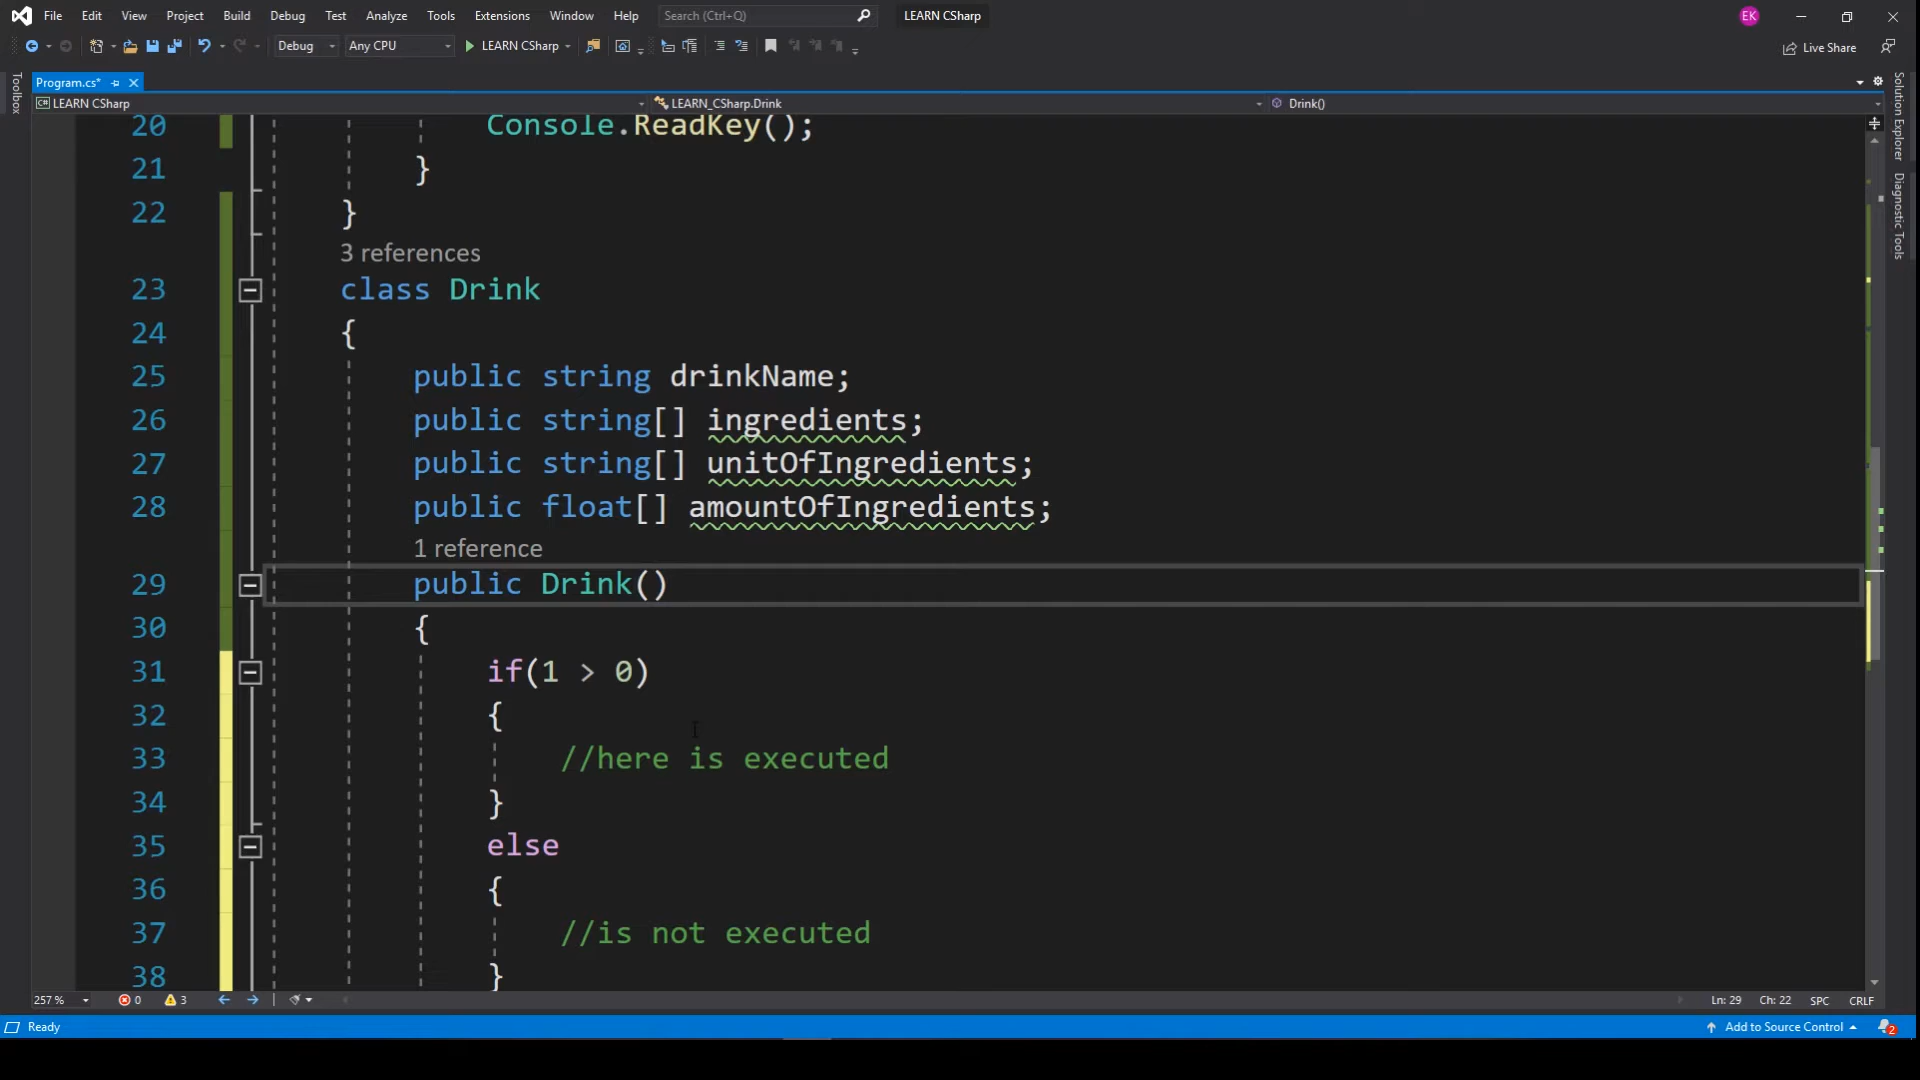 File Edit View Project Build Debug Test Analyze Tools Extensions Window Help Search (Ctrl+Q) LEARN CSharp EK
Debug Any CPU LEARN CSharp Live Share
Program.cs*
LEARN CSharp LEARN_CSharp.Drink Drink()
Toolbox
Solution Explorer
Diagnostic Tools
20 Console.ReadKey();
21 }
22 }
3 references
23 class Drink
24 {
25 public string drinkName;
26 public string[] ingredients;
27 public string[] unitOfIngredients;
28 public float[] amountOfIngredients;
1 reference
29 public Drink()
30 {
31 if(1 > 0)
32 {
33 //here is executed
34 }
35 else
36 {
37 //is not executed
38 }
257 % 0 3 Ln: 29 Ch: 22 SPC CRLF
Ready Add to Source Control 2